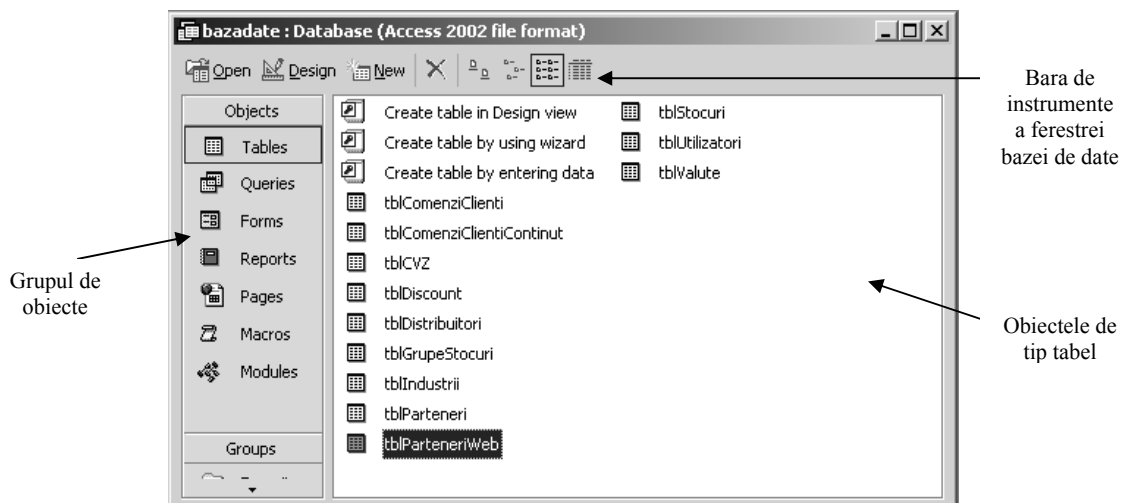 bazadate : Database (Access 2002 file format)
Open Design New
Objects
Tables
Queries
Forms
Reports
Pages
Macros
Modules
Groups
Create table in Design view
Create table by using wizard
Create table by entering data
tblComenziClienti
tblComenziClientiContinut
tblCVZ
tblDiscount
tblDistribuitori
tblGrupeStocuri
tblIndustrii
tblParteneri
tblParteneriWeb
tblStocuri
tblUtilizatori
tblValute
Bara de
instrumente
a ferestrei
bazei de date
Grupul de
obiecte
Obiectele de
tip tabel